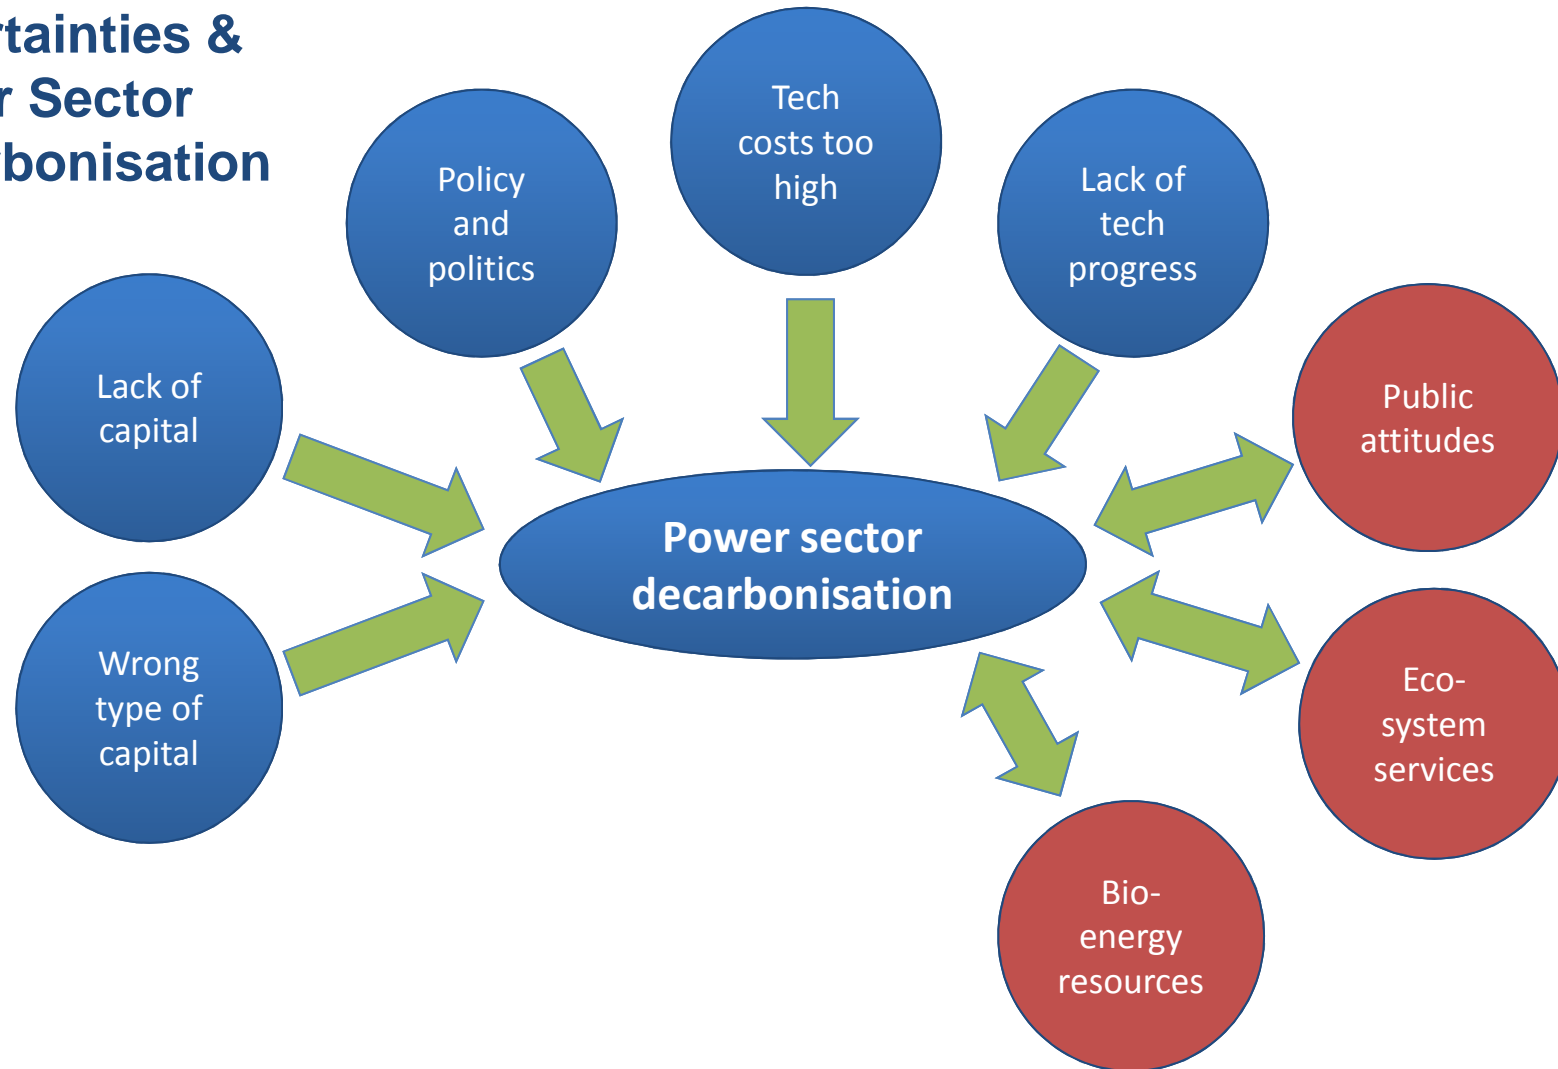 rtainties &
r Sector
rbonisation
Tech
costs too
high
Policy
and
politics
Lack of
tech
progress
Lack of
capital
Public
attitudes
Power sector
decarbonisation
Wrong
type of
capital
Eco-
system
services
Bio-
energy
resources